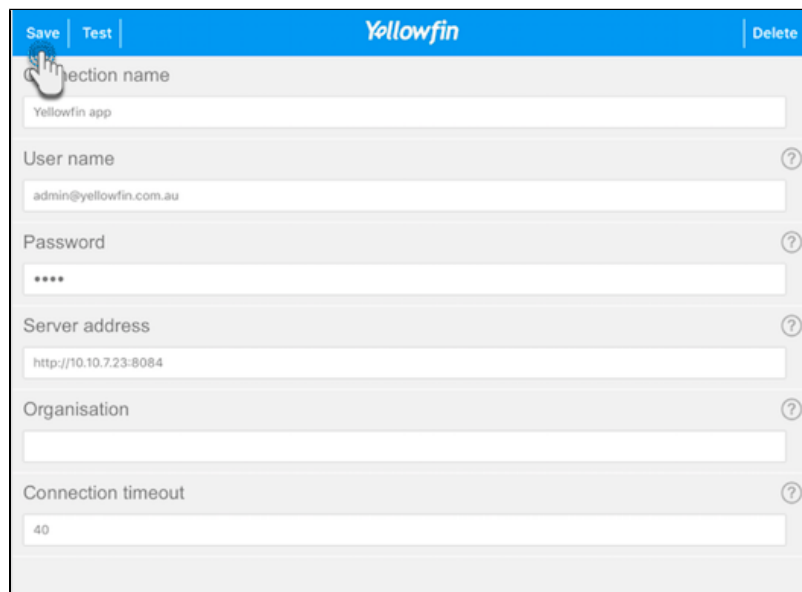 Save
Test
Yellowfin
Delete
Connection name
Yellowfin app
User name
?
admin@yellowfin.com.au
Password
?
••••
Server address
?
http://10.10.7.23:8084
Organisation
?
Connection timeout
?
40